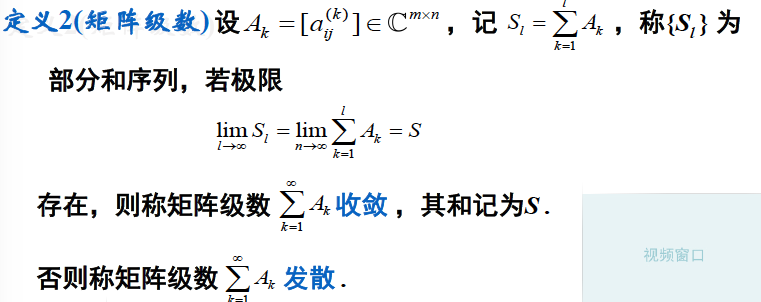 定义2(矩阵级数) 设 $A_k = [a_{ij}^{(k)}] \in \mathbb{C}^{m \times n}$ ，记 $S_l = \sum_{k=1}^{l} A_k$ ，称{$S_l$} 为
部分和序列，若极限
$\lim_{l \to \infty} S_l = \lim_{n \to \infty} \sum_{k=1}^{l} A_k = S$
存在，则称矩阵级数 $\sum_{k=1}^{\infty} A_k$ 收敛 ，其和记为S .
否则称矩阵级数 $\sum_{k=1}^{\infty} A_k$ 发散 .
视频窗口